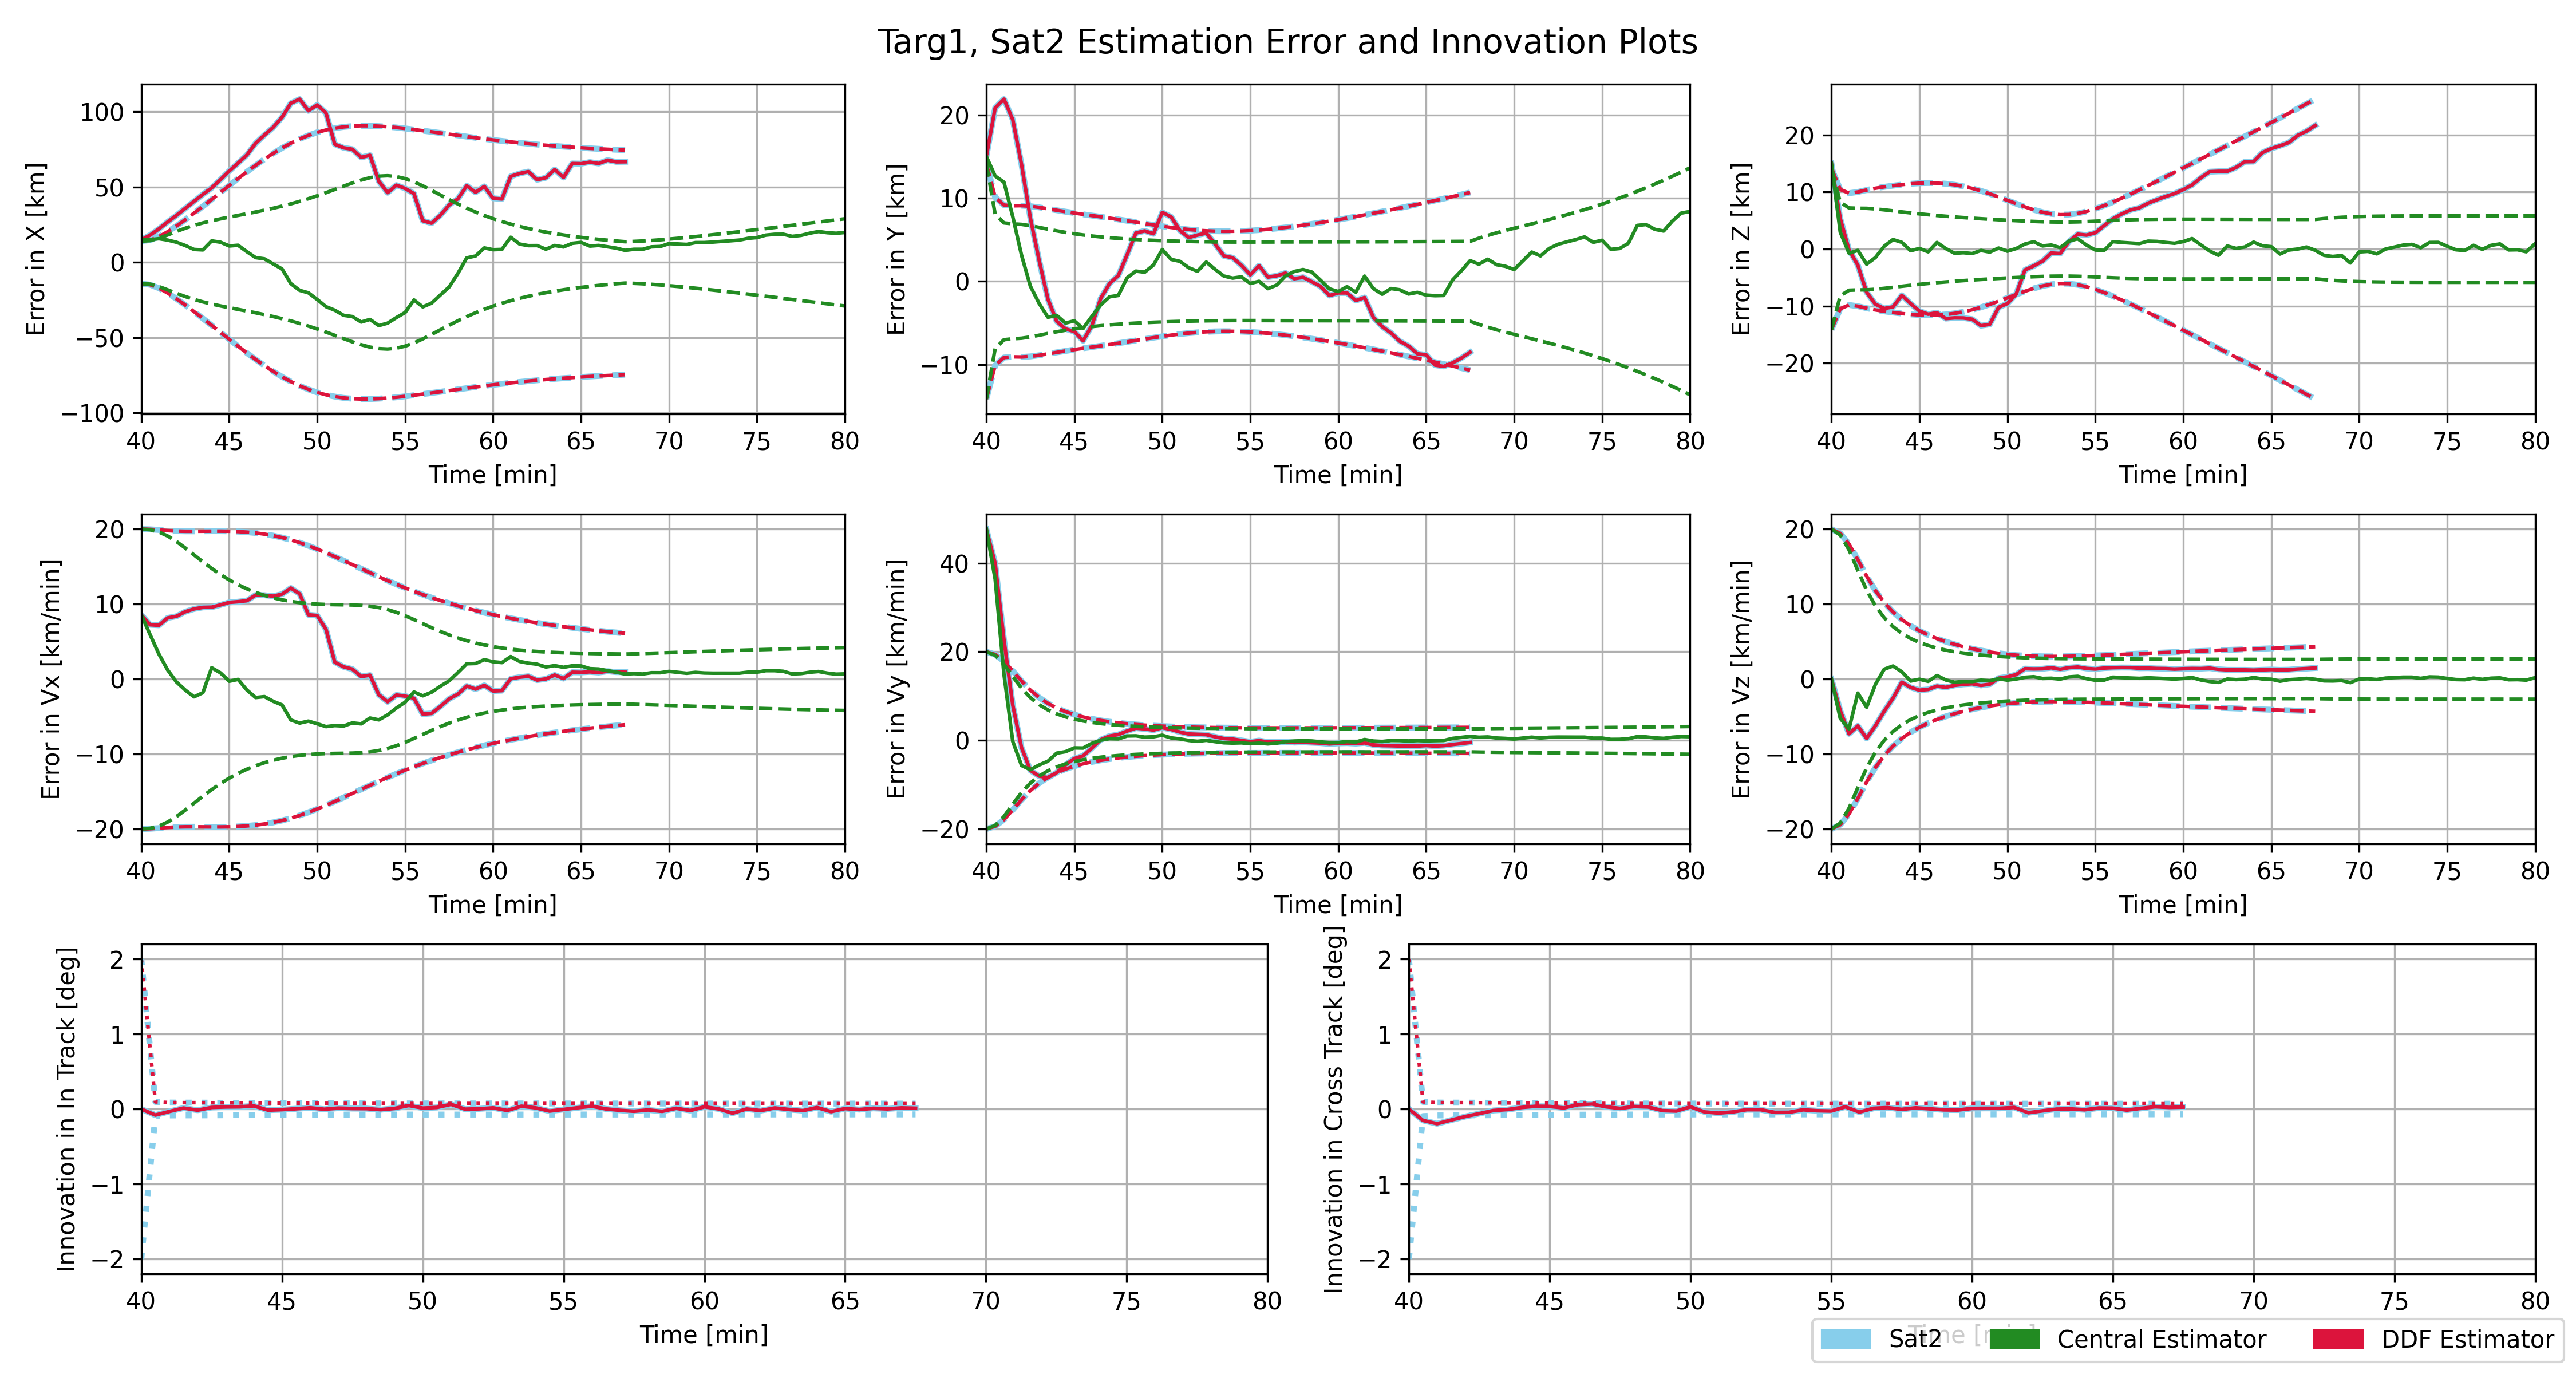 Targ1, Sat2 Estimation Error and Innovation Plots
Error in X [km]
100
50
0
−50
−100
40 45 50 55 60 65 70 75 80
Time [min]
Error in Y [km]
20
10
0
−10
40 45 50 55 60 65 70 75 80
Time [min]
Error in Z [km]
20
10
0
−10
−20
40 45 50 55 60 65 70 75 80
Time [min]
Error in Vx [km/min]
20
10
0
−10
−20
40 45 50 55 60 65 70 75 80
Time [min]
Error in Vy [km/min]
40
20
0
−20
40 45 50 55 60 65 70 75 80
Time [min]
Error in Vz [km/min]
20
10
0
−10
−20
40 45 50 55 60 65 70 75 80
Time [min]
Innovation in In Track [deg]
2
1
0
−1
−2
40 45 50 55 60 65 70 75 80
Time [min]
Innovation in Cross Track [deg]
2
1
0
−1
−2
40 45 50 55 60 65 70 75 80
Time [min]
Sat2 Central Estimator DDF Estimator